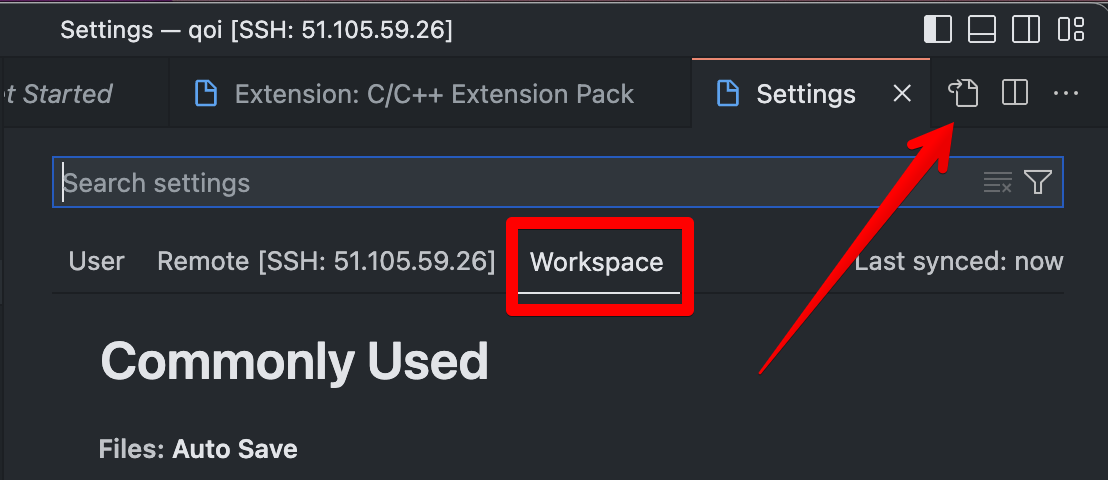 Settings — qoi [SSH: 51.105.59.26]
t Started Extension: C/C++ Extension Pack Settings
Search settings
User Remote [SSH: 51.105.59.26] Workspace Last synced: now
Commonly Used
Files: Auto Save